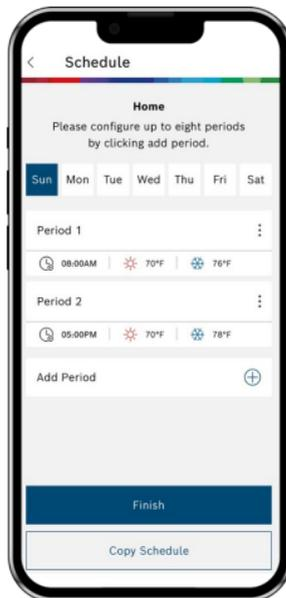 Schedule
Home
Please configure up to eight periods
by clicking add period.
Sun Mon Tue Wed Thu Fri Sat
Period 1
08:00AM 70°F 76°F
Period 2
05:00PM 70°F 78°F
Add Period
Finish
Copy Schedule